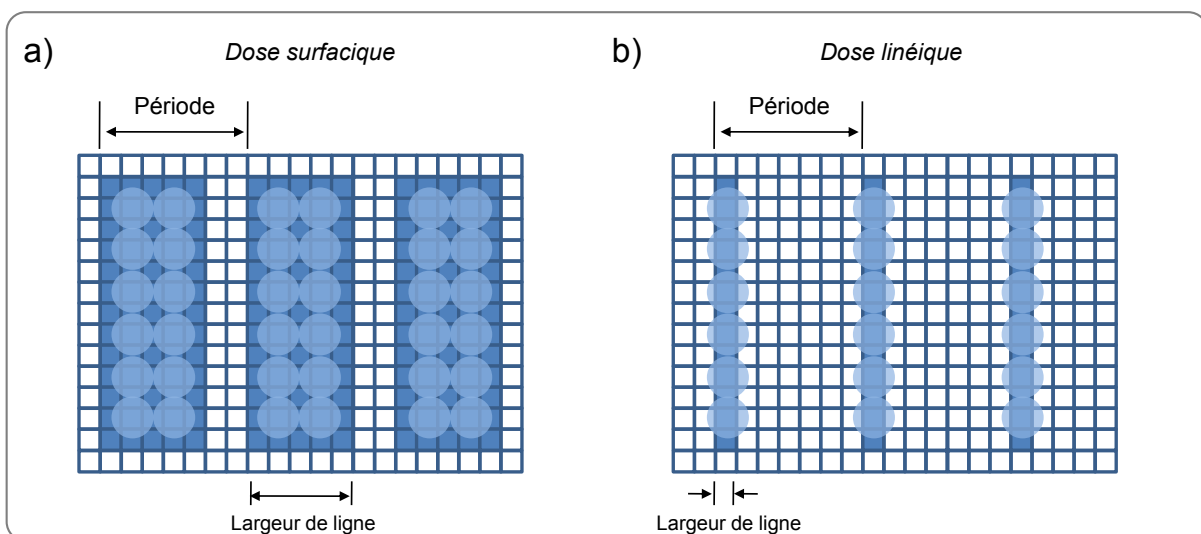 a)
Dose surfacique
Période
Largeur de ligne
b)
Dose linéique
Période
Largeur de ligne